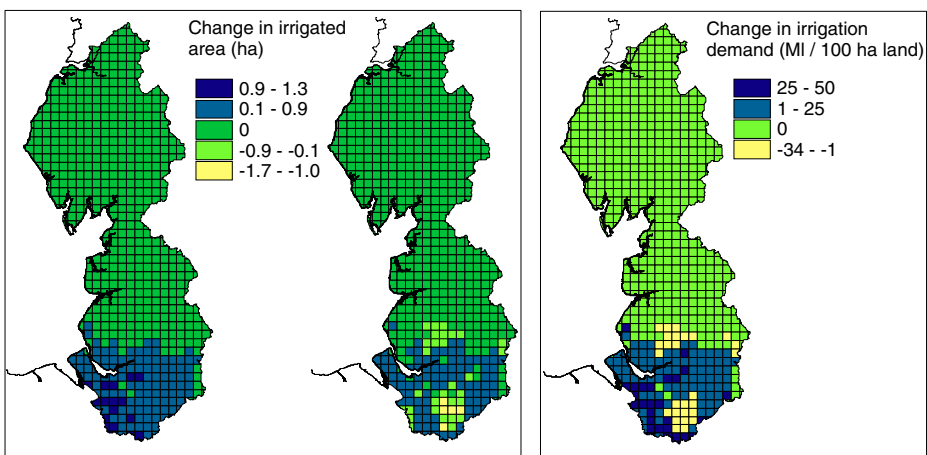 Change in irrigated
area (ha)
0.9 - 1.3
0.1 - 0.9
0
-0.9 - -0.1
-1.7 - -1.0
Change in irrigation
demand (Ml / 100 ha land)
25 - 50
1 - 25
0
-34 - -1